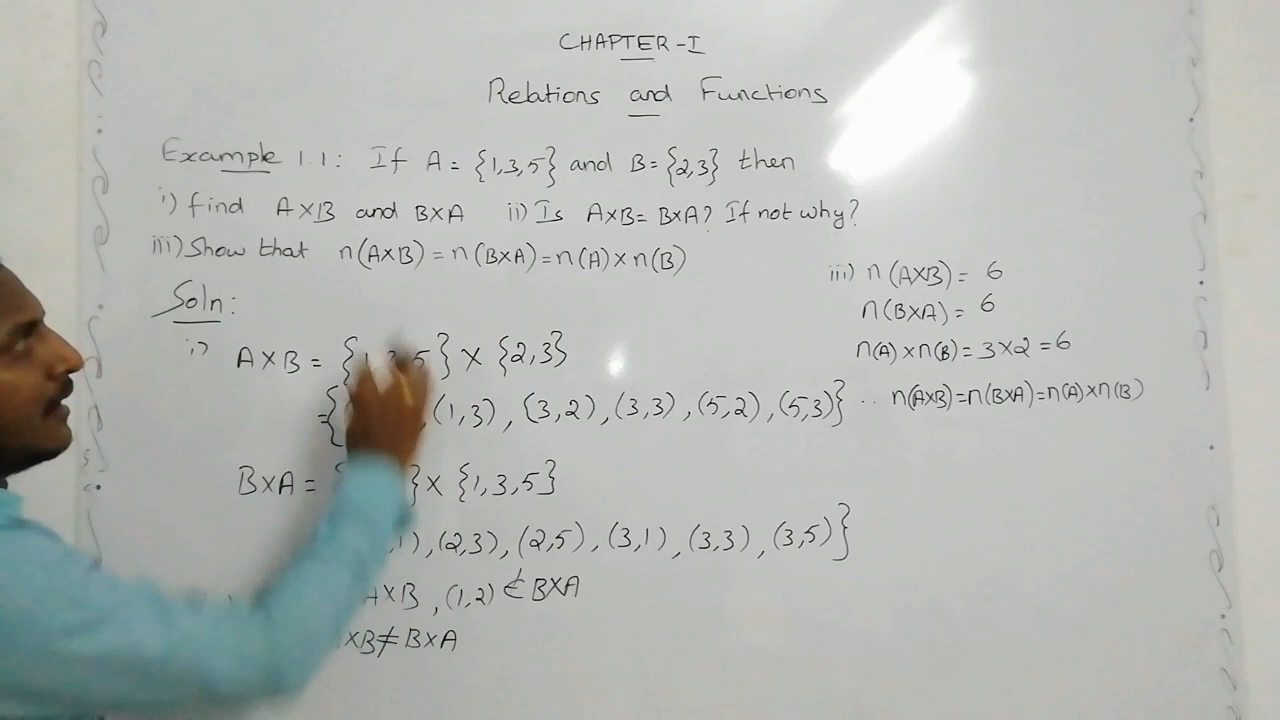 CHAPTER-I
Relations and Functions
Example 1.1: If A = {1,3,5} and B = {2,3} then
i) find A×B and B×A ii) Is A×B = B×A? If not why?
iii) Show that n(A×B) = n(B×A) = n(A)×n(B)
Soln:
i) A×B = { 5} × {2,3}
={ , (1,3), (3,2), (3,3), (5,2), (5,3)}
B×A = { } × {1,3,5}
1), (2,3), (2,5), (3,1), (3,3), (3,5)}
A×B, (1,2) ∉ B×A
×B ≠ B×A
iii) n(A×B) = 6
n(B×A) = 6
n(A)×n(B) = 3×2 = 6
∴ n(A×B) = n(B×A) = n(A)×n(B)